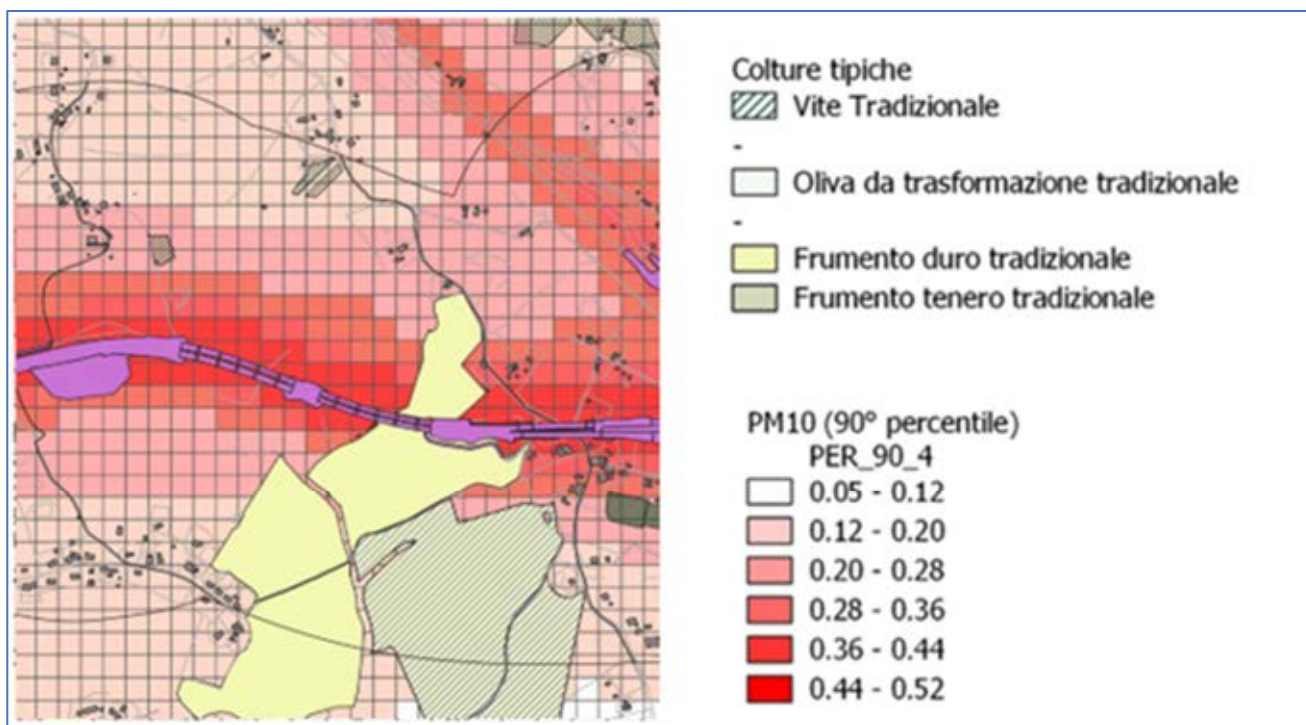 Colture tipiche
Vite Tradizionale
-
Oliva da trasformazione tradizionale
-
Frumento duro tradizionale
Frumento tenero tradizionale
PM10 (90° percentile)
PER_90_4
0.05 - 0.12
0.12 - 0.20
0.20 - 0.28
0.28 - 0.36
0.36 - 0.44
0.44 - 0.52